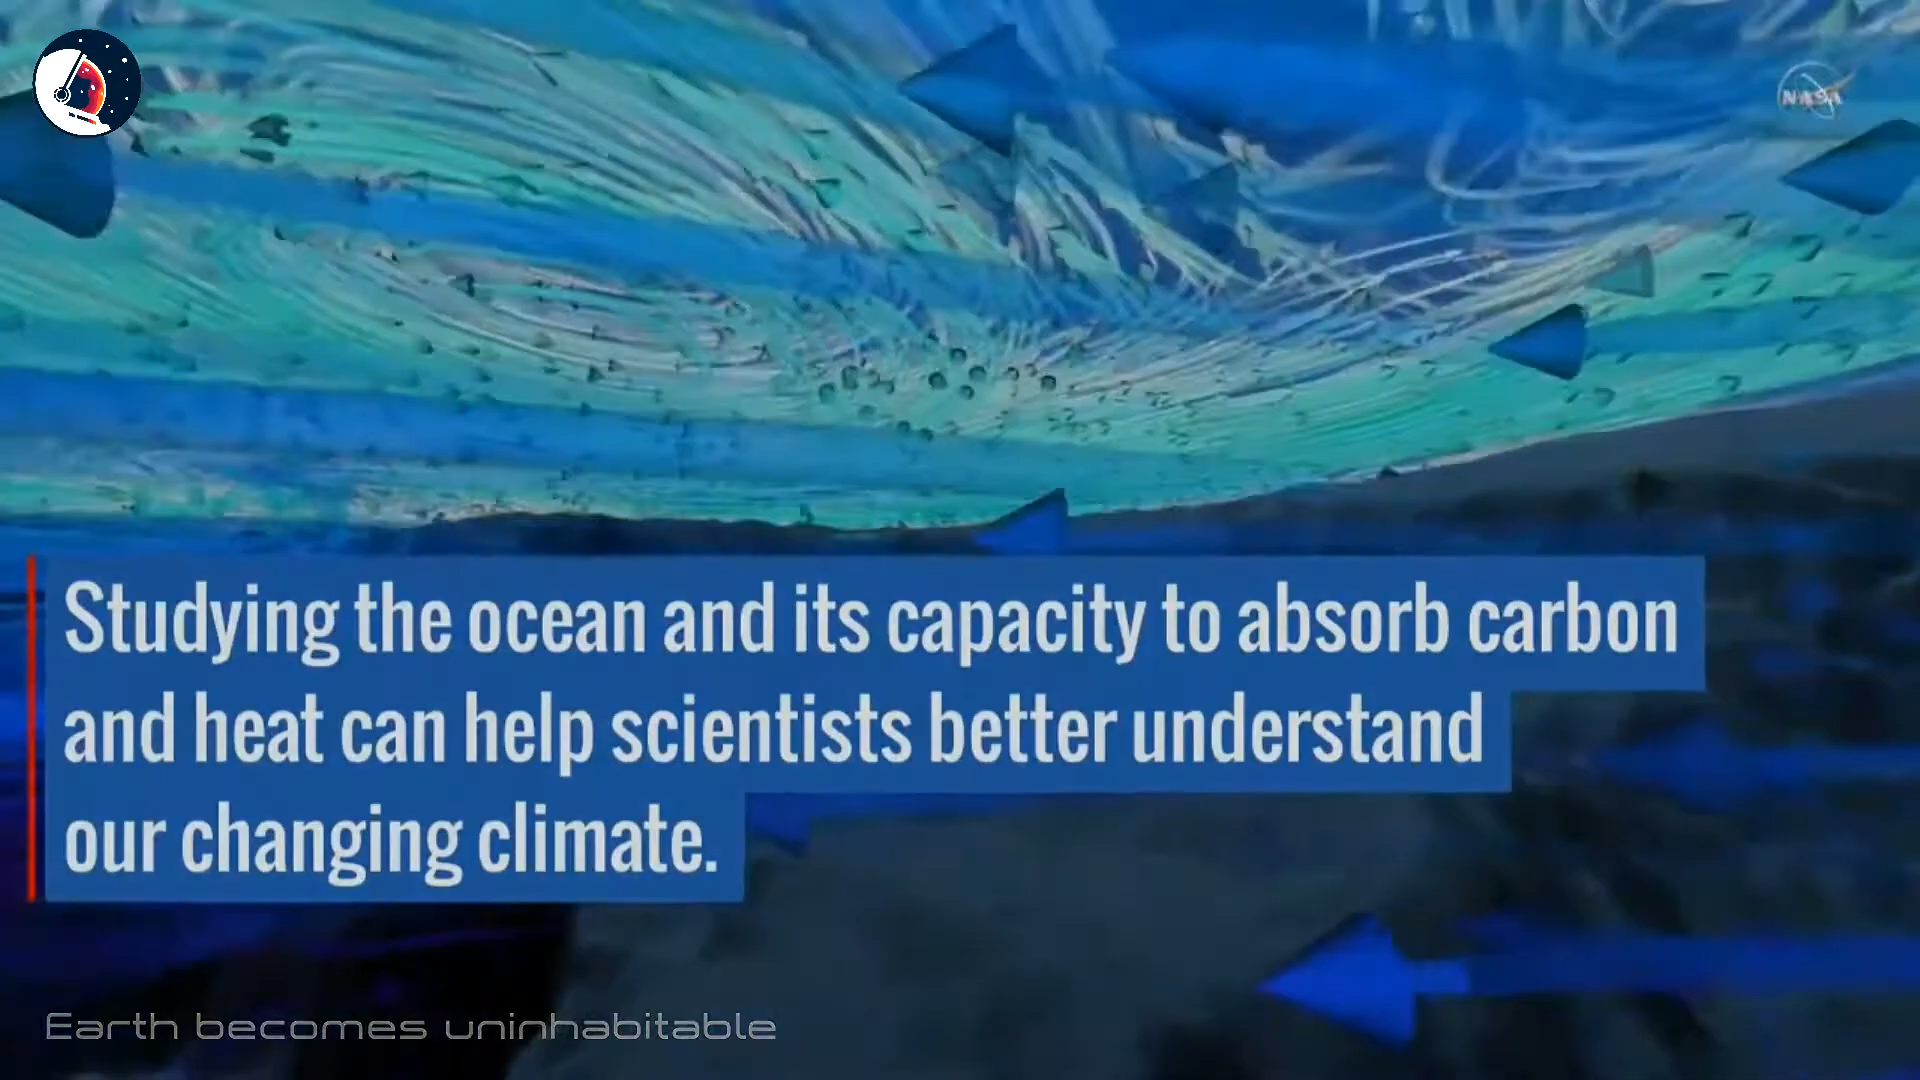 NASA
Studying the ocean and its capacity to absorb carbon
and heat can help scientists better understand
our changing climate.
Earth becomes uninhabitable